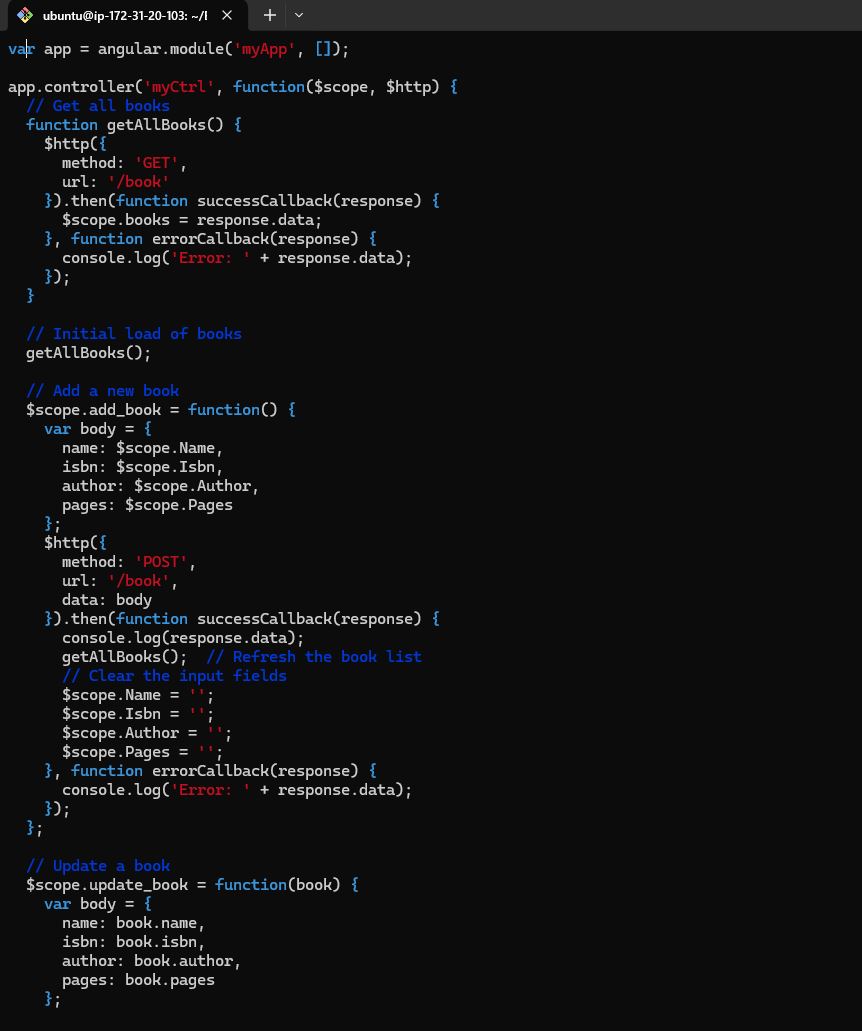 ubuntu@ip-172-31-20-103: ~/
var app = angular.module('myApp', []);

app.controller('myCtrl', function($scope, $http) {
  // Get all books
  function getAllBooks() {
    $http({
      method: 'GET',
      url: '/book'
    }).then(function successCallback(response) {
      $scope.books = response.data;
    }, function errorCallback(response) {
      console.log('Error: ' + response.data);
    });
  }

  // Initial load of books
  getAllBooks();

  // Add a new book
  $scope.add_book = function() {
    var body = {
      name: $scope.Name,
      isbn: $scope.Isbn,
      author: $scope.Author,
      pages: $scope.Pages
    };
    $http({
      method: 'POST',
      url: '/book',
      data: body
    }).then(function successCallback(response) {
      console.log(response.data);
      getAllBooks();  // Refresh the book list
      // Clear the input fields
      $scope.Name = '';
      $scope.Isbn = '';
      $scope.Author = '';
      $scope.Pages = '';
    }, function errorCallback(response) {
      console.log('Error: ' + response.data);
    });
  };

  // Update a book
  $scope.update_book = function(book) {
    var body = {
      name: book.name,
      isbn: book.isbn,
      author: book.author,
      pages: book.pages
    };